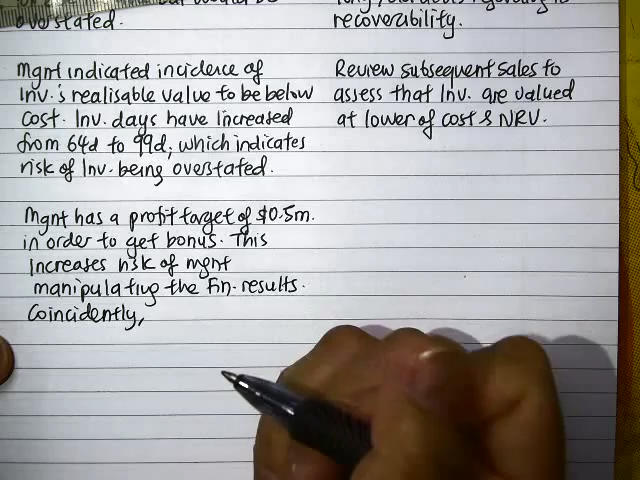 overstated.
recoverability.
Mgnt indicated incidence of
Inv.'s realisable value to be below
cost. Inv. days have increased
from 64d to 99d, which indicates
risk of Inv. being overstated.
Review subsequent sales to
assess that Inv. are valued
at lower of cost & NRV.
Mgnt has a profit target of $0.5m.
in order to get bonus. This
increases risk of mgnt
manipulating the Fin. results.
Coincidently,